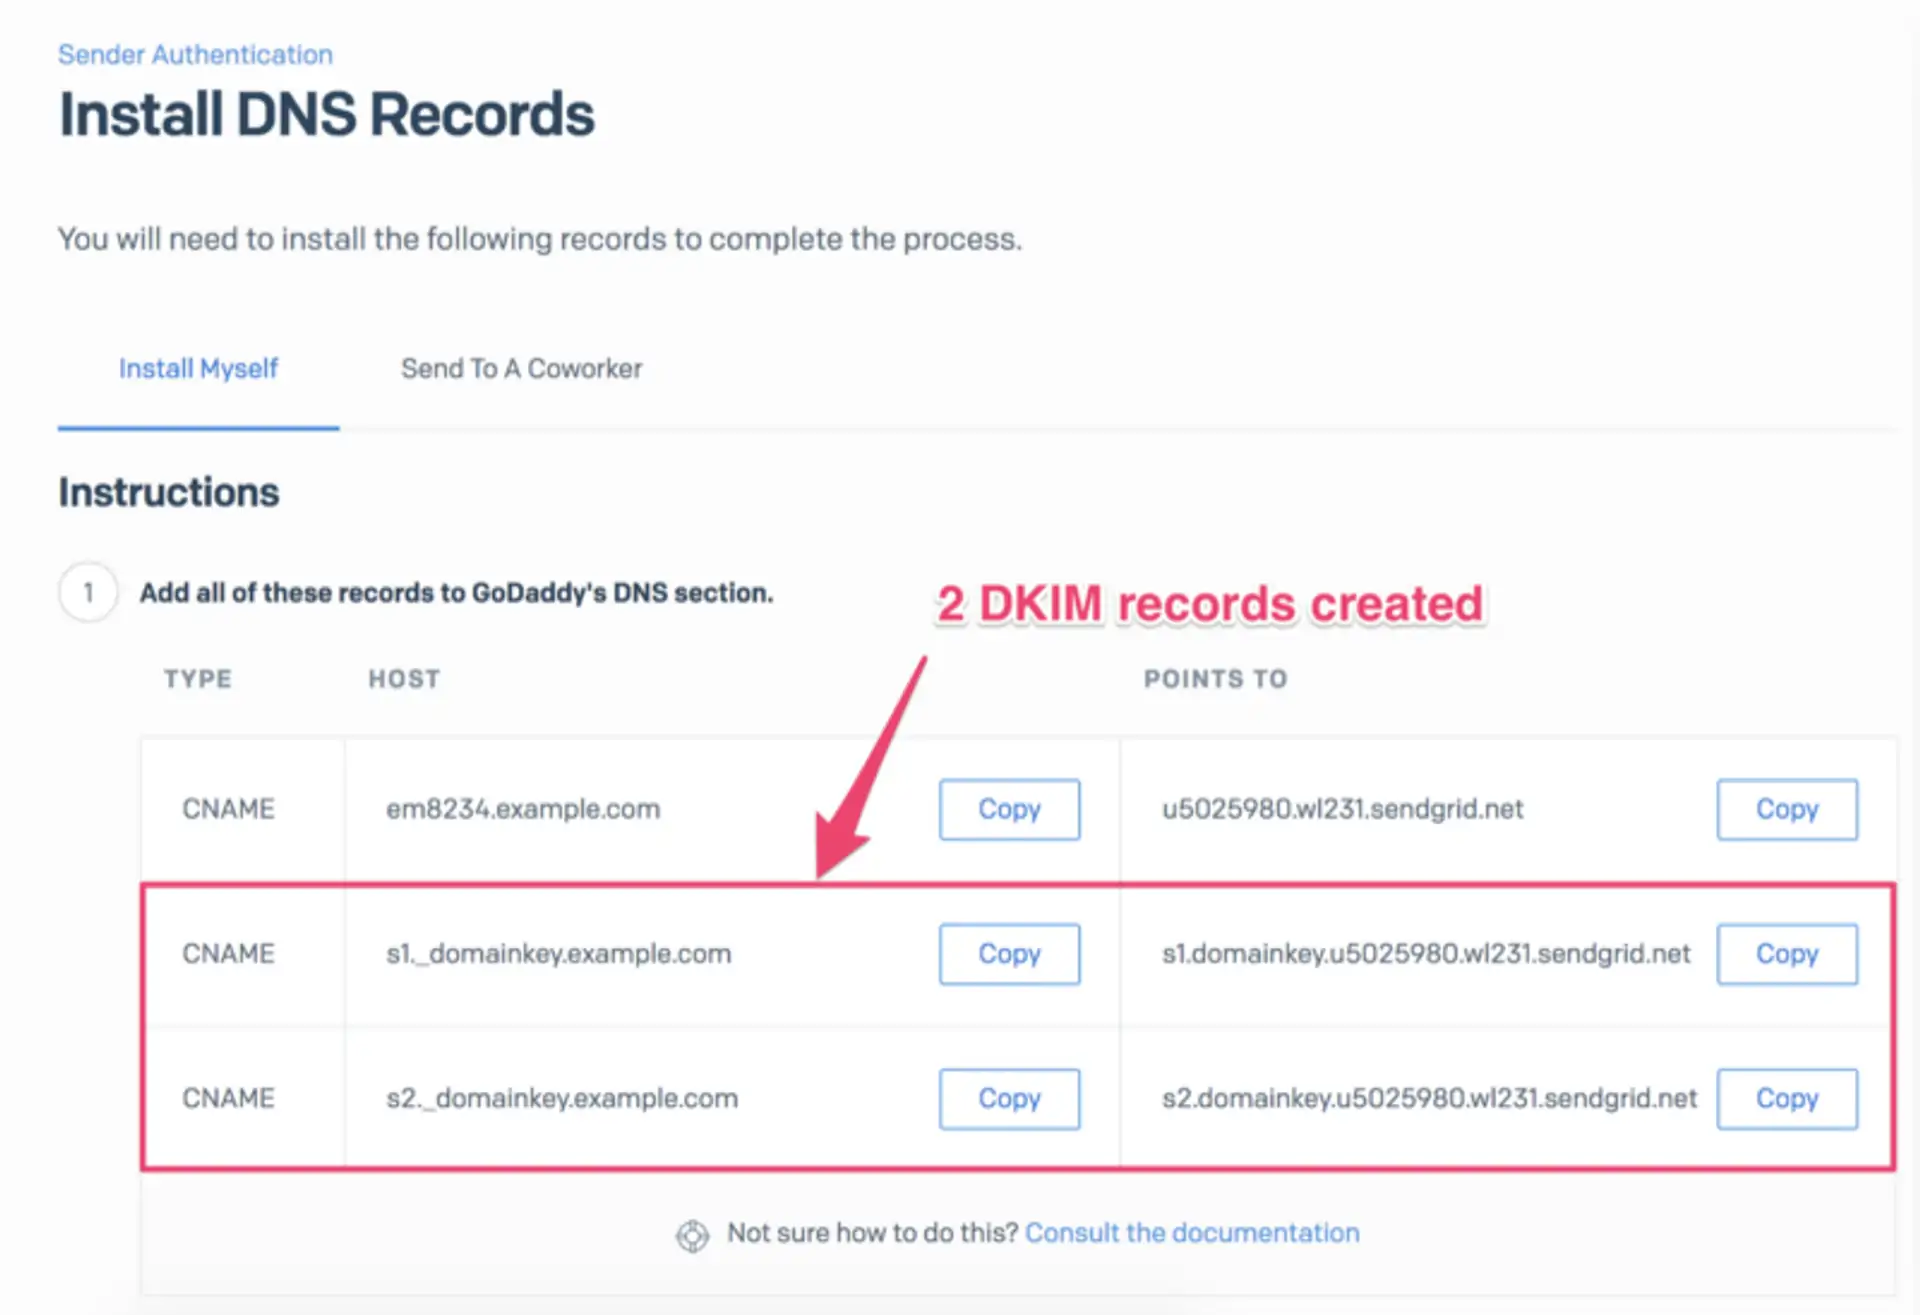 Sender Authentication
Install DNS Records
You will need to install the following records to complete the process.
Install Myself Send To A Coworker
Instructions
1 Add all of these records to GoDaddy's DNS section.
2 DKIM records created
TYPE HOST POINTS TO
CNAME em8234.example.com Copy u5025980.wl231.sendgrid.net Copy
CNAME s1._domainkey.example.com Copy s1.domainkey.u5025980.wl231.sendgrid.net Copy
CNAME s2._domainkey.example.com Copy s2.domainkey.u5025980.wl231.sendgrid.net Copy
Not sure how to do this? Consult the documentation